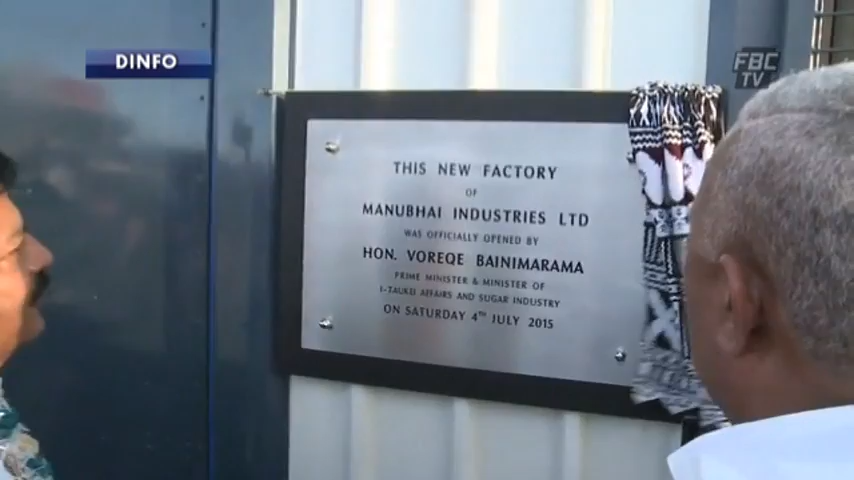 DINFO
FBC
TV
THIS NEW FACTORY
OF
MANUBHAI INDUSTRIES LTD
WAS OFFICIALLY OPENED BY
HON. VOREQE BAINIMARAMA
PRIME MINISTER & MINISTER OF
I-TAUKEI AFFAIRS AND SUGAR INDUSTRY
ON SATURDAY 4TH JULY 2015